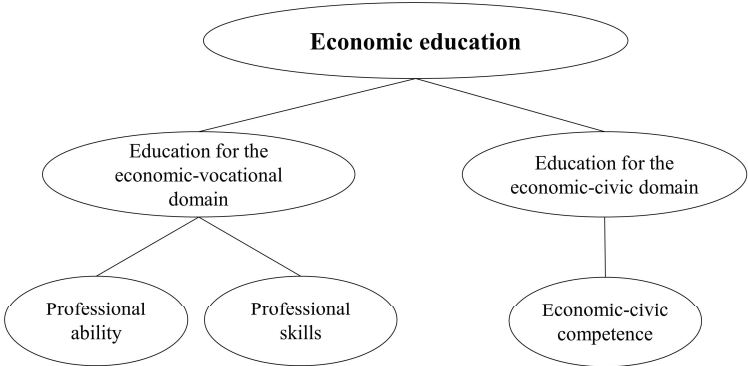 Economic education
Education for the
economic-vocational
domain
Education for the
economic-civic domain
Professional
ability
Professional
skills
Economic-civic
competence